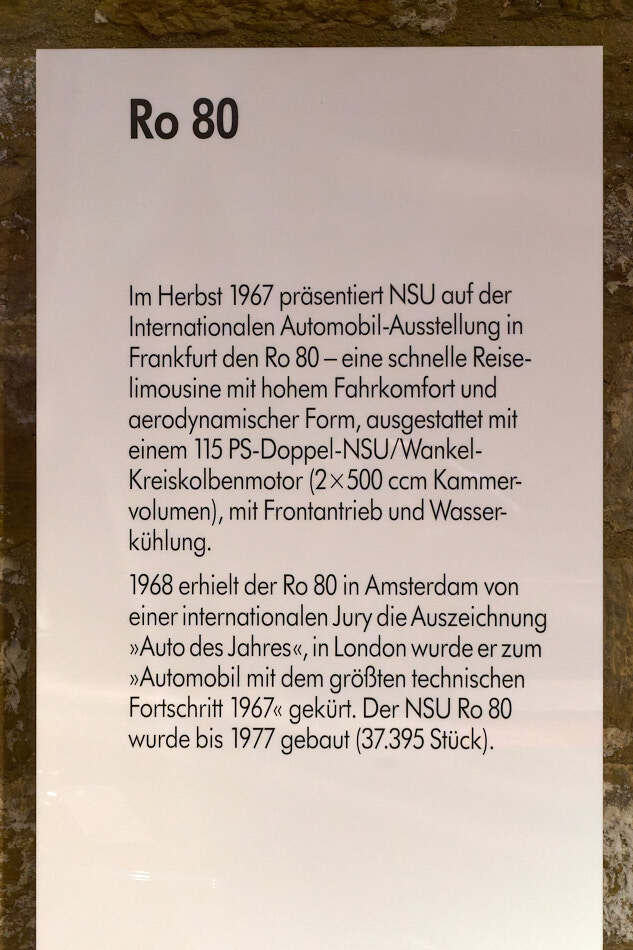 Ro 80
Im Herbst 1967 präsentiert NSU auf der
Internationalen Automobil-Ausstellung in
Frankfurt den Ro 80 – eine schnelle Reise-
limousine mit hohem Fahrkomfort und
aerodynamischer Form, ausgestattet mit
einem 115 PS-Doppel-NSU/Wankel-
Kreiskolbenmotor (2×500 ccm Kammer-
volumen), mit Frontantrieb und Wasser-
kühlung.
1968 erhielt der Ro 80 in Amsterdam von
einer internationalen Jury die Auszeichnung
»Auto des Jahres«, in London wurde er zum
»Automobil mit dem größten technischen
Fortschritt 1967« gekürt. Der NSU Ro 80
wurde bis 1977 gebaut (37.395 Stück).